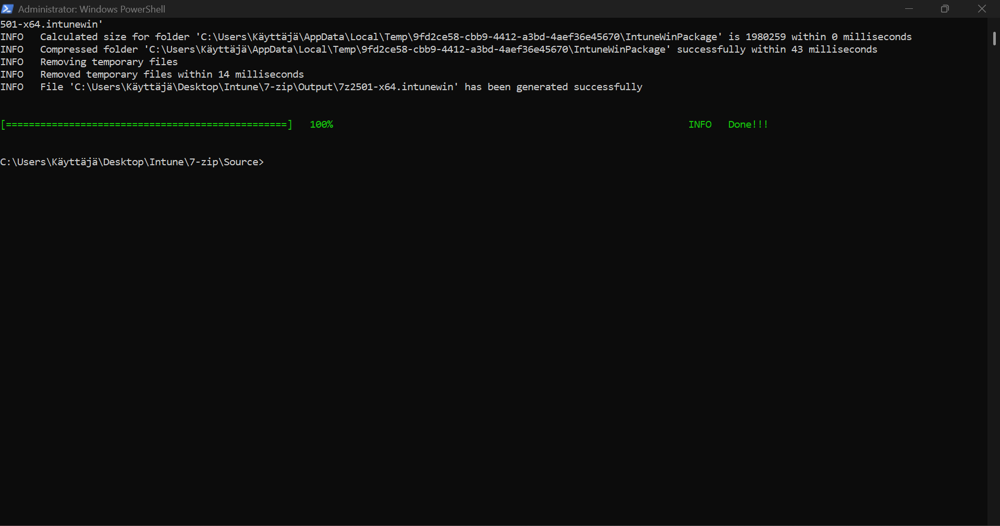 Administrator: Windows PowerShell
501-x64.intunewin'
INFO   Calculated size for folder 'C:\Users\Käyttäjä\AppData\Local\Temp\9fd2ce58-cbb9-4412-a3bd-4aef36e45670\IntuneWinPackage' is 1980259 within 0 milliseconds
INFO   Compressed folder 'C:\Users\Käyttäjä\AppData\Local\Temp\9fd2ce58-cbb9-4412-a3bd-4aef36e45670\IntuneWinPackage' successfully within 43 milliseconds
INFO   Removing temporary files
INFO   Removed temporary files within 14 milliseconds
INFO   File 'C:\Users\Käyttäjä\Desktop\Intune\7-zip\Output\7z2501-x64.intunewin' has been generated successfully
[=================================================]   100%   INFO   Done!!!
C:\Users\Käyttäjä\Desktop\Intune\7-zip\Source>